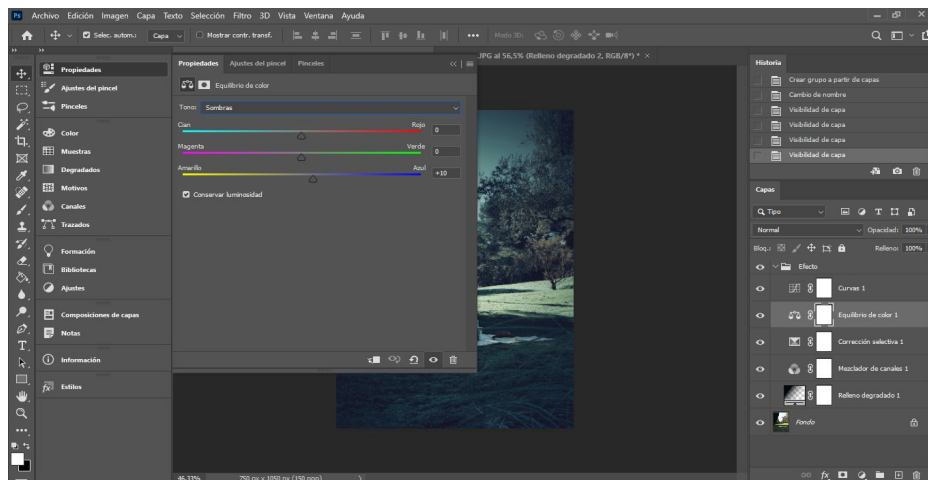 Ps Archivo Edición Imagen Capa Texto Selección Filtro 3D Vista Ventana Ayuda
Selec. autom.: Capa Mostrar contr. transf. Modo 3D:
JPG al 56,5% (Relleno degradado 2, RGB/8*) * ×
Propiedades
Ajustes del pincel
Pinceles
Color
Muestras
Degradados
Motivos
Canales
Trazados
Formación
Bibliotecas
Ajustes
Composiciones de capas
Notas
Información
Estilos
Propiedades Ajustes del pincel Pinceles
Equilibrio de color
Tono: Sombras
Cian Rojo 0
Magenta Verde 0
Amarillo Azul +10
Conservar luminosidad
46,33% 750 px x 1050 px (150 ppp)
Historia
Crear grupo a partir de capas
Cambio de nombre
Visibilidad de capa
Visibilidad de capa
Visibilidad de capa
Visibilidad de capa
Capas
Tipo
Normal Opacidad: 100%
Bloq.: Relleno: 100%
Efecto
Curvas 1
Equilibrio de color 1
Corrección selectiva 1
Mezclador de canales 1
Relleno degradado 1
Fondo